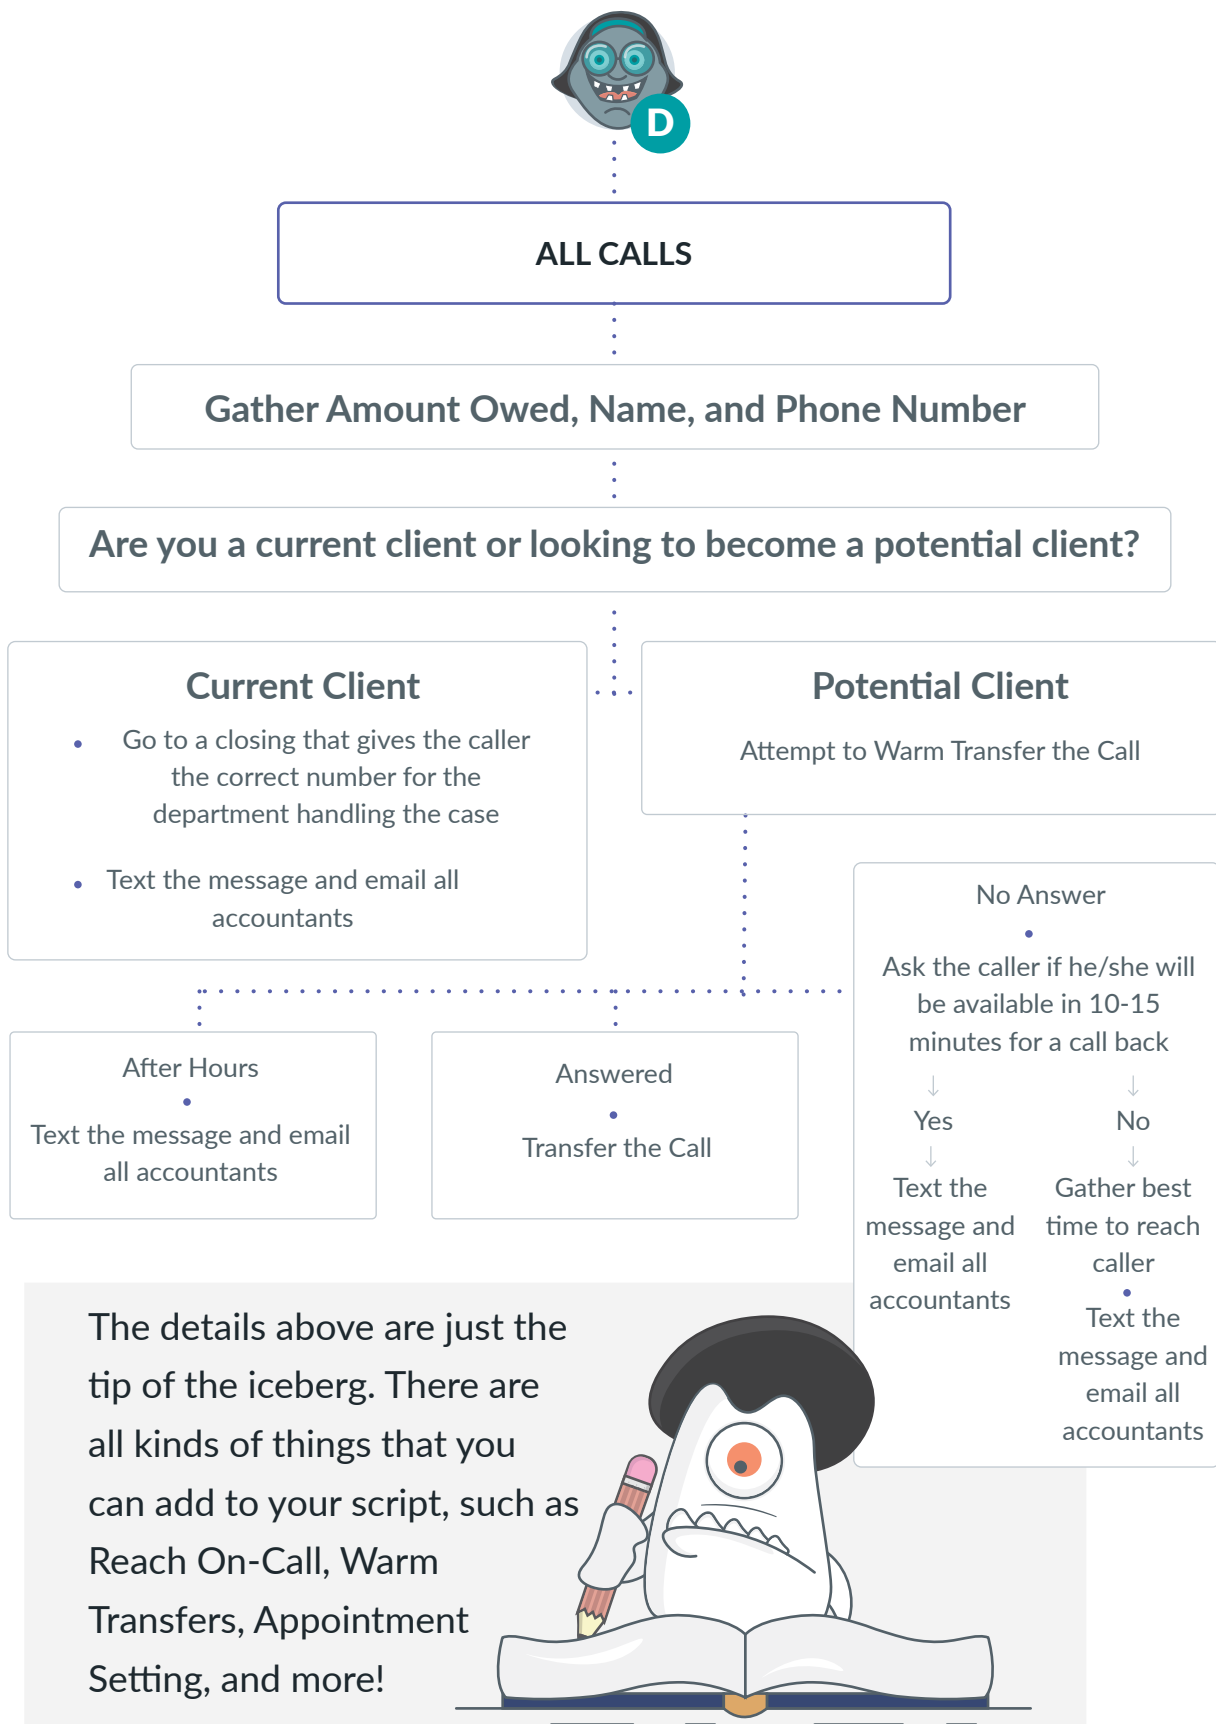 D
ALL CALLS
Gather Amount Owed, Name, and Phone Number
Are you a current client or looking to become a potential client?
Current Client
• Go to a closing that gives the caller
the correct number for the
department handling the case
• Text the message and email all
accountants
Potential Client
Attempt to Warm Transfer the Call
After Hours
•
Text the message and email
all accountants
Answered
•
Transfer the Call
No Answer
•
Ask the caller if he/she will
be available in 10-15
minutes for a call back
↓
Yes
↓
Text the
message and
email all
accountants
↓
No
↓
Gather best
time to reach
caller
•
Text the
message and
email all
accountants
The details above are just the
tip of the iceberg. There are
all kinds of things that you
can add to your script, such as
Reach On-Call, Warm
Transfers, Appointment
Setting, and more!